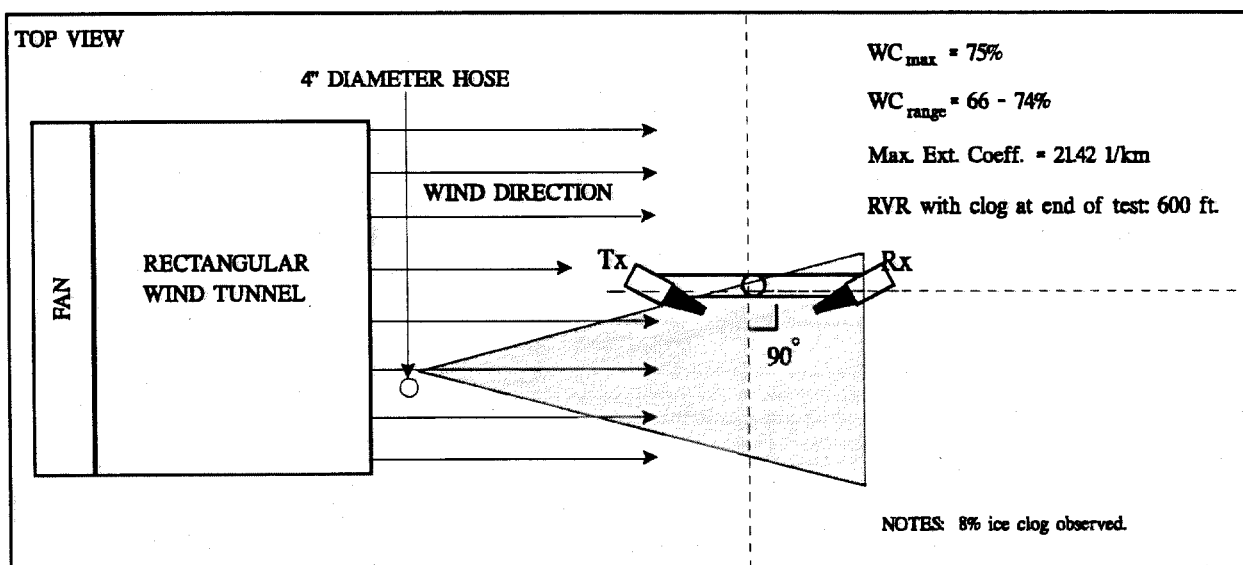 TOP VIEW
4" DIAMETER HOSE
WC max = 75%
WC range = 66 - 74%
Max. Ext. Coeff. = 21.42 1/km
RVR with clog at end of test: 600 ft.
WIND DIRECTION
FAN
RECTANGULAR
WIND TUNNEL
Tx
Rx
90°
NOTES: 8% ice clog observed.